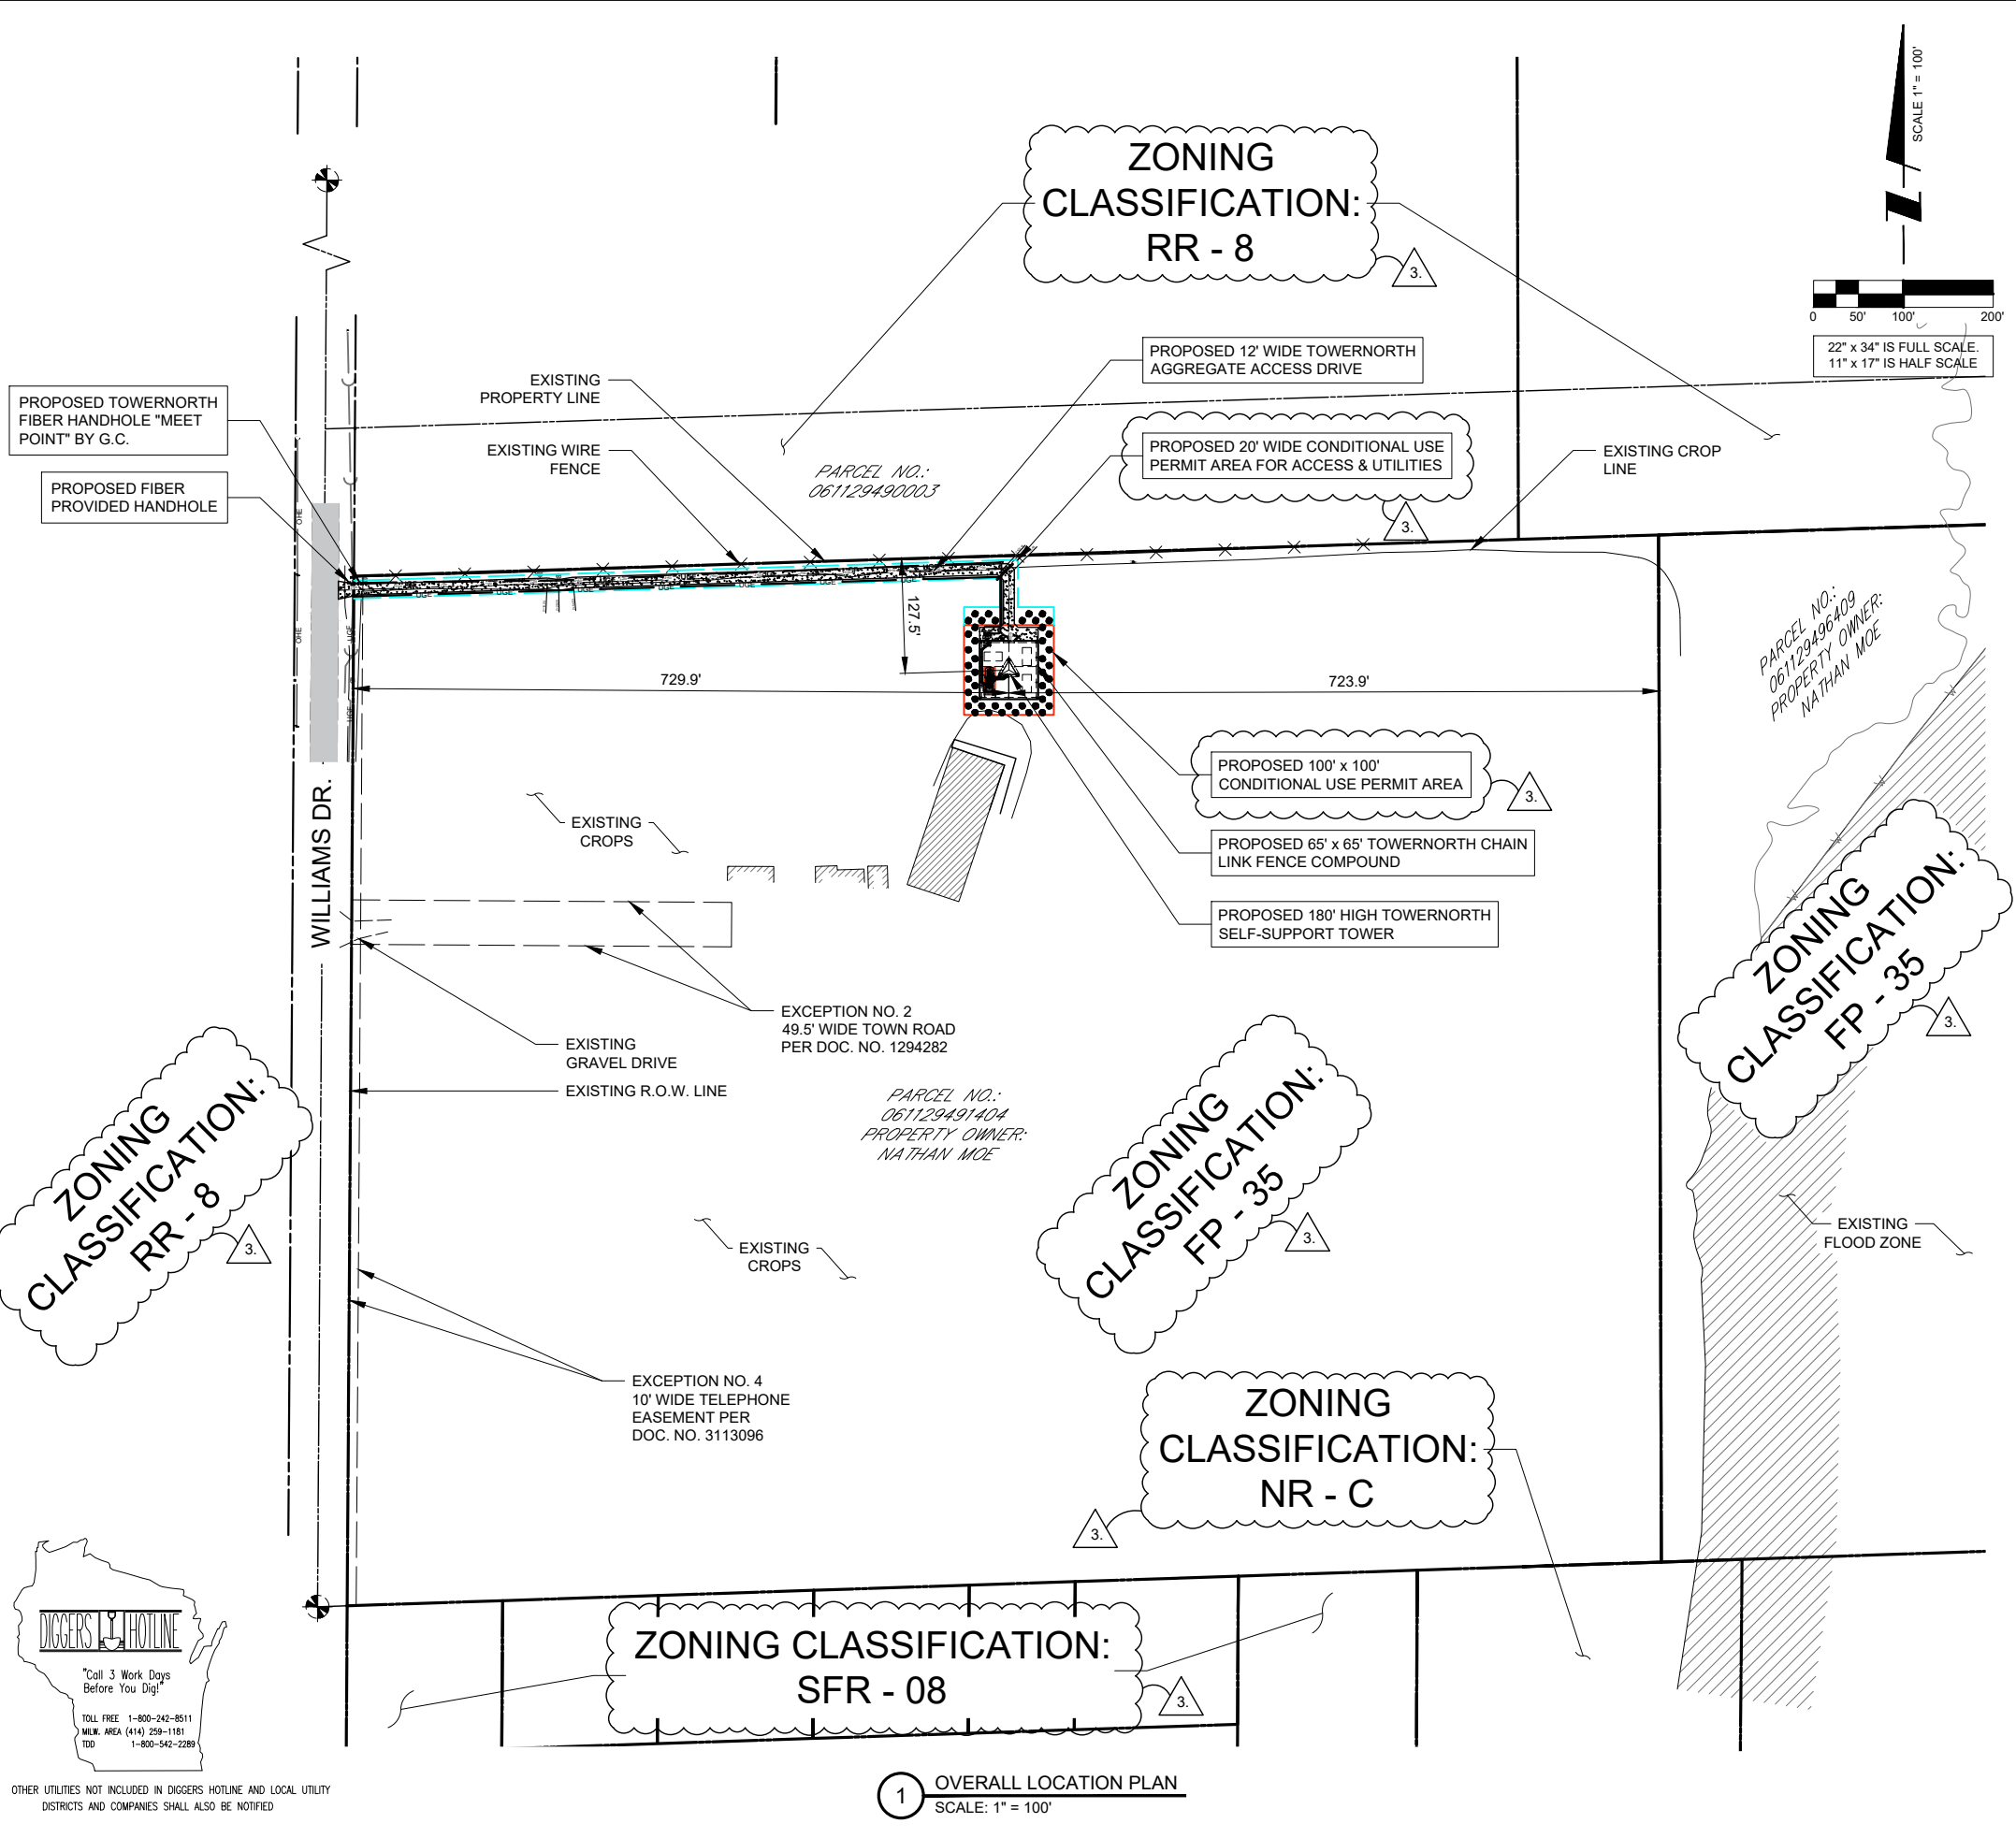 ZONING
CLASSIFICATION:
RR - 8
3.
SCALE 1" = 100'
0 50' 100' 200'
22" x 34" IS FULL SCALE.
11" x 17" IS HALF SCALE
PROPOSED 12' WIDE TOWERNORTH
AGGREGATE ACCESS DRIVE
EXISTING
PROPERTY LINE
PROPOSED TOWERNORTH
FIBER HANDHOLE "MEET
POINT" BY G.C.
EXISTING WIRE
FENCE
PROPOSED 20' WIDE CONDITIONAL USE
PERMIT AREA FOR ACCESS & UTILITIES
3.
EXISTING CROP
LINE
PARCEL NO.:
061129490003
PROPOSED FIBER
PROVIDED HANDHOLE
OHE
OHE
UGE UGE UGE UGE UGE UGE UGE
UGE
UGE
127.5'
729.9'
723.9'
PARCEL NO.:
061129496409
PROPERTY OWNER:
NATHAN MOE
W
W
W
W
PROPOSED 100' x 100'
CONDITIONAL USE PERMIT AREA
3.
WILLIAMS DR.
EXISTING
CROPS
PROPOSED 65' x 65' TOWERNORTH CHAIN
LINK FENCE COMPOUND
PROPOSED 180' HIGH TOWERNORTH
SELF-SUPPORT TOWER
ZONING
CLASSIFICATION:
FP - 35
3.
EXCEPTION NO. 2
49.5' WIDE TOWN ROAD
PER DOC. NO. 1294282
EXISTING
GRAVEL DRIVE
EXISTING R.O.W. LINE
PARCEL NO.:
061129491404
PROPERTY OWNER:
NATHAN MOE
ZONING
CLASSIFICATION:
RR - 8
3.
ZONING
CLASSIFICATION:
FP - 35
3.
EXISTING
FLOOD ZONE
EXISTING
CROPS
EXCEPTION NO. 4
10' WIDE TELEPHONE
EASEMENT PER
DOC. NO. 3113096
ZONING
CLASSIFICATION:
NR - C
3.
ZONING CLASSIFICATION:
SFR - 08
3.
DIGGERS HOTLINE
"Call 3 Work Days
Before You Dig!"
TOLL FREE 1-800-242-8511
MILW. AREA (414) 259-1181
TDD 1-800-542-2289
OTHER UTILITIES NOT INCLUDED IN DIGGERS HOTLINE AND LOCAL UTILITY
DISTRICTS AND COMPANIES SHALL ALSO BE NOTIFIED
1 OVERALL LOCATION PLAN
SCALE: 1" = 100'